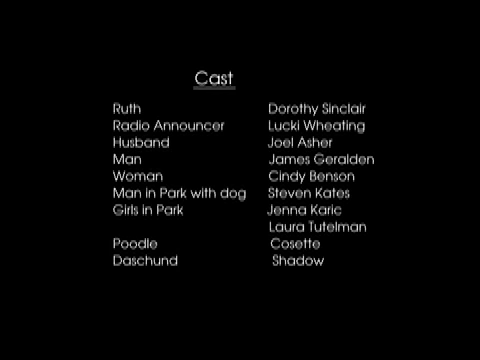 Cast
Ruth Dorothy Sinclair
Radio Announcer Lucki Wheating
Husband Joel Asher
Man James Geralden
Woman Cindy Benson
Man in Park with dog Steven Kates
Girls in Park Jenna Karic
Laura Tutelman
Poodle Cosette
Daschund Shadow